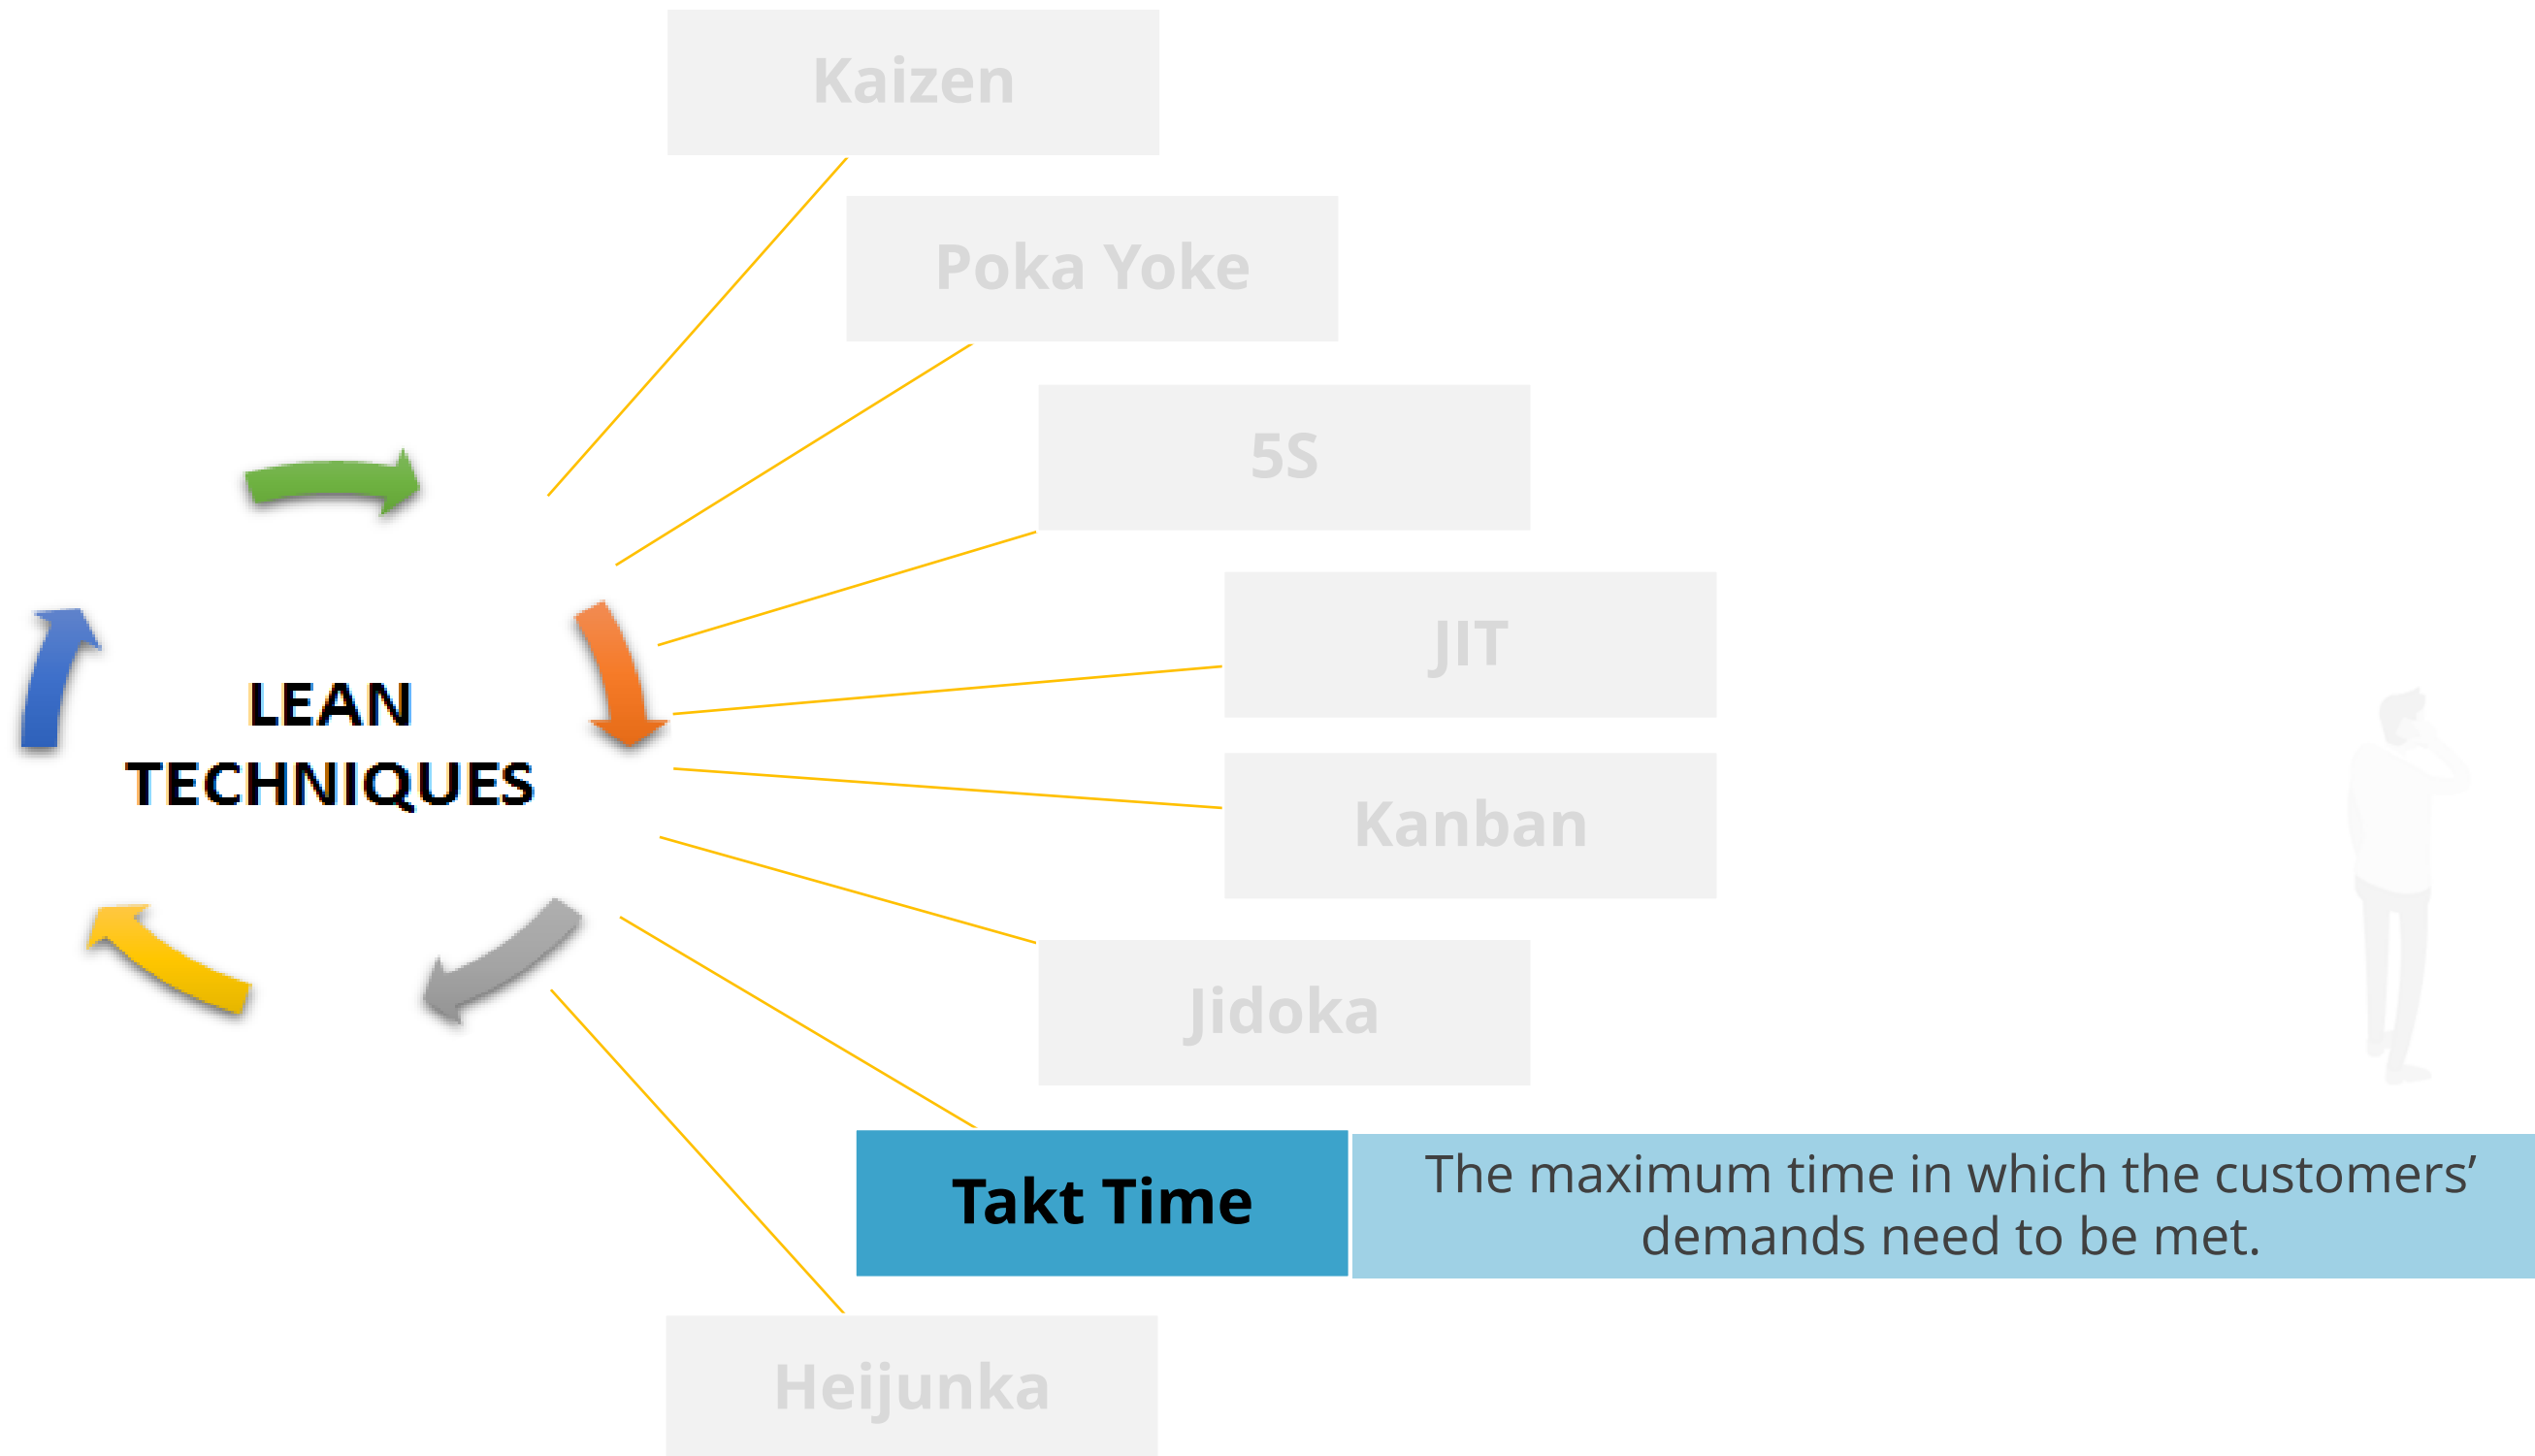 Kaizen
Poka Yoke
5S
JIT
LEAN
TECHNIQUES
Kanban
Jidoka
Takt Time
The maximum time in which the customers’
demands need to be met.
Heijunka